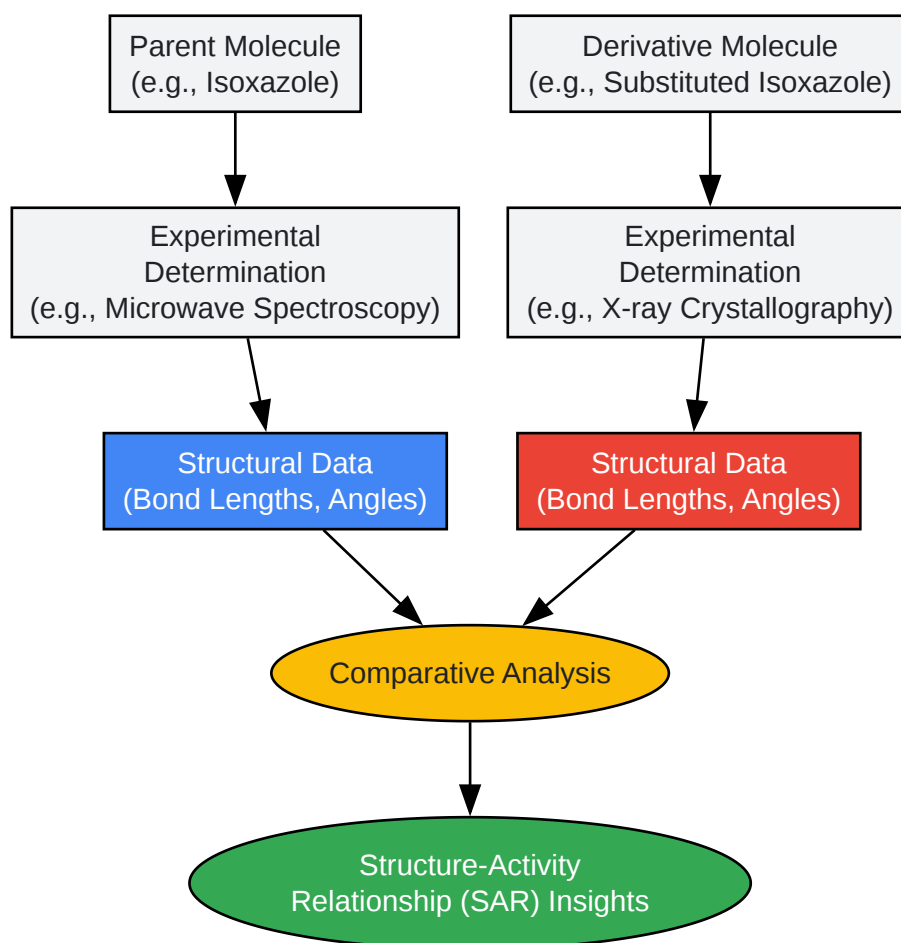 Parent Molecule
(e.g., Isoxazole)
Derivative Molecule
(e.g., Substituted Isoxazole)
Experimental
Determination
(e.g., Microwave Spectroscopy)
Experimental
Determination
(e.g., X-ray Crystallography)
Structural Data
(Bond Lengths, Angles)
Structural Data
(Bond Lengths, Angles)
Comparative Analysis
Structure-Activity
Relationship (SAR) Insights